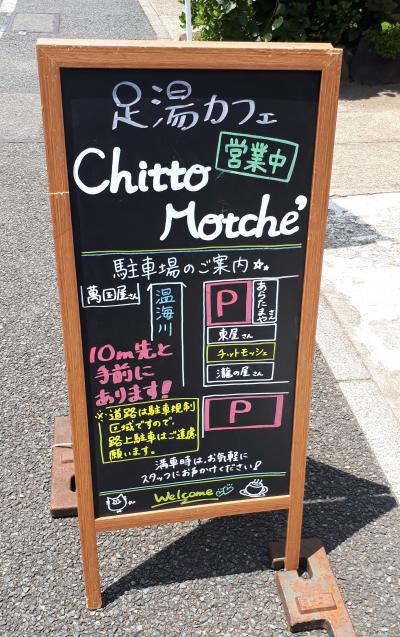 足湯カフェ
営業中
Chitto
Motche'
駐車場のご案内
萬国屋さん
温海川
P
あらたまやさん
東屋さん
チットモッシェ
瀧の屋さん
10m先と
手前に
あります!
P
※道路は駐車規制
区域ですので、
路上駐車はご遠慮
願います。
満車時は、お気軽に
スタッフにお声かけください!
Welcome